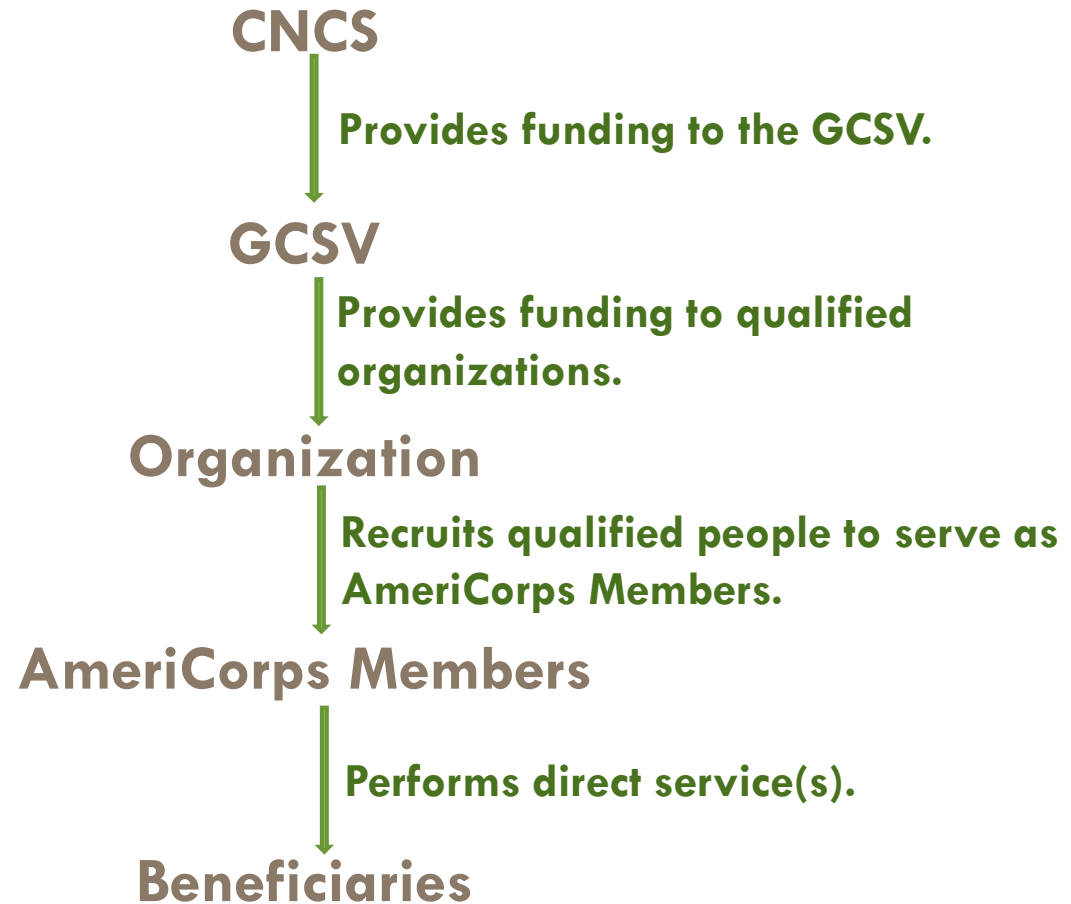 CNCS
Provides funding to the GCSV.
GCSV
Provides funding to qualified
organizations.
Organization
Recruits qualified people to serve as
AmeriCorps Members.
AmeriCorps Members
Performs direct service(s).
Beneficiaries